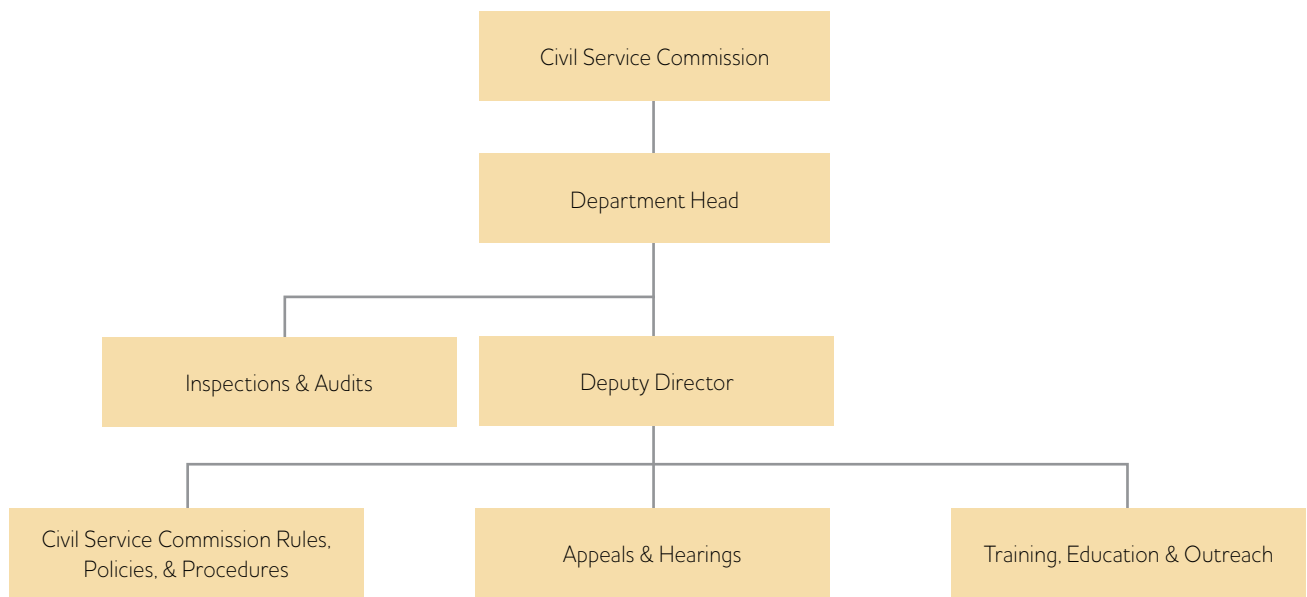 Civil Service Commission
Department Head
Inspections & Audits
Deputy Director
Civil Service Commission Rules,
Policies, & Procedures
Appeals & Hearings
Training, Education & Outreach